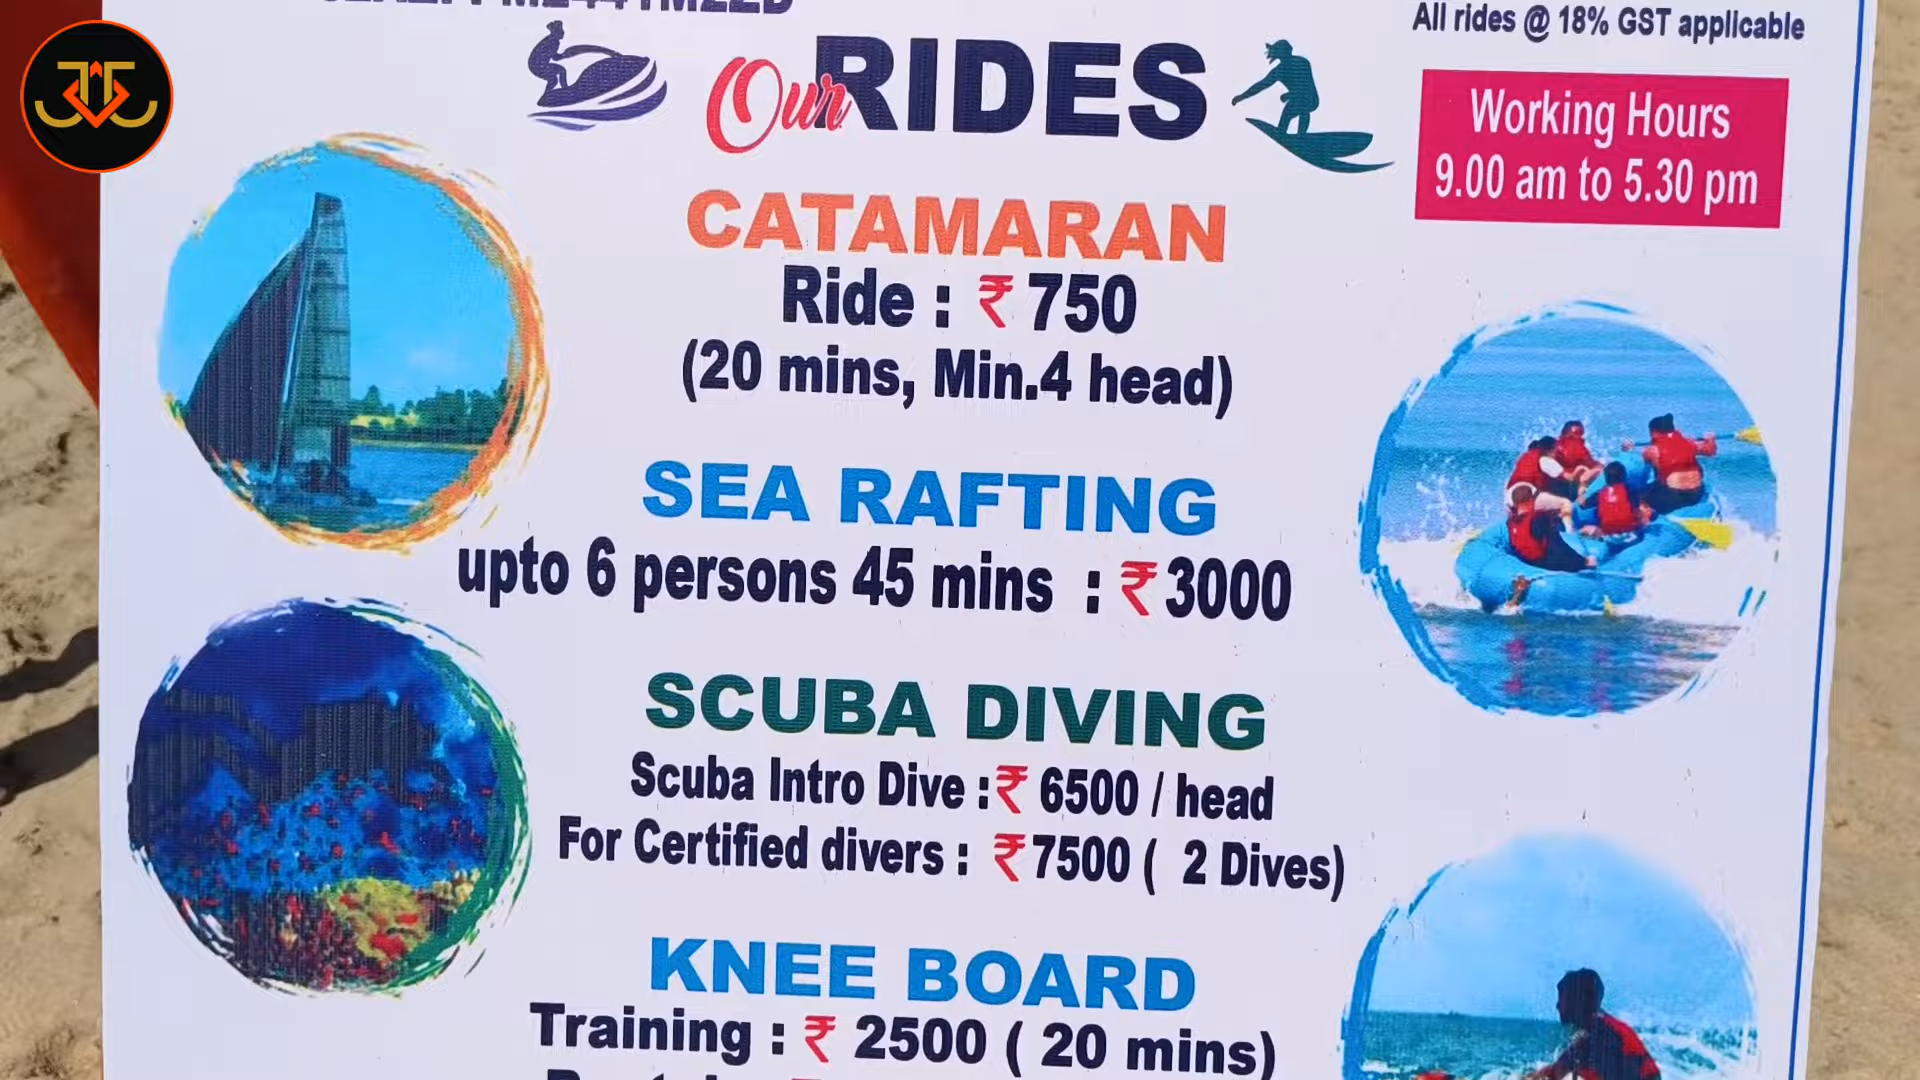 All rides @ 18% GST applicable
Our RIDES
Working Hours
9.00 am to 5.30 pm
CATAMARAN
Ride : ₹ 750
(20 mins, Min.4 head)
SEA RAFTING
upto 6 persons 45 mins : ₹ 3000
SCUBA DIVING
Scuba Intro Dive : ₹ 6500 / head
For Certified divers : ₹ 7500 ( 2 Dives)
KNEE BOARD
Training : ₹ 2500 ( 20 mins)